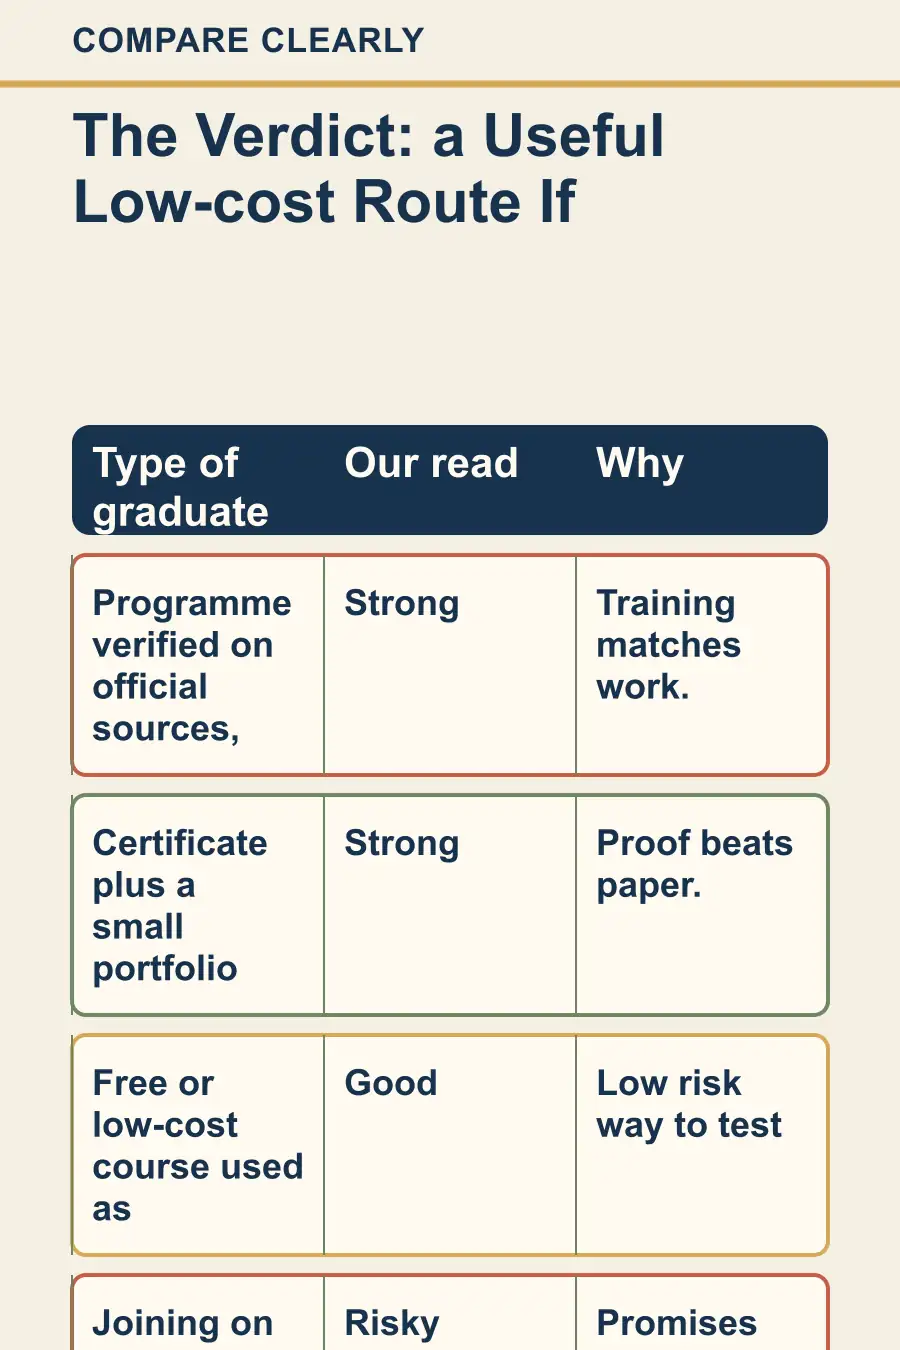 COMPARE CLEARLY
The Verdict: a Useful
Low-cost Route If
Type of
graduate
Our read
Why
Programme
verified on
official
sources,
Strong
Training
matches
work.
Certificate
plus a
small
portfolio
Strong
Proof beats
paper.
Free or
low-cost
course used
as
Good
Low risk
way to test
Joining on
Risky
Promises